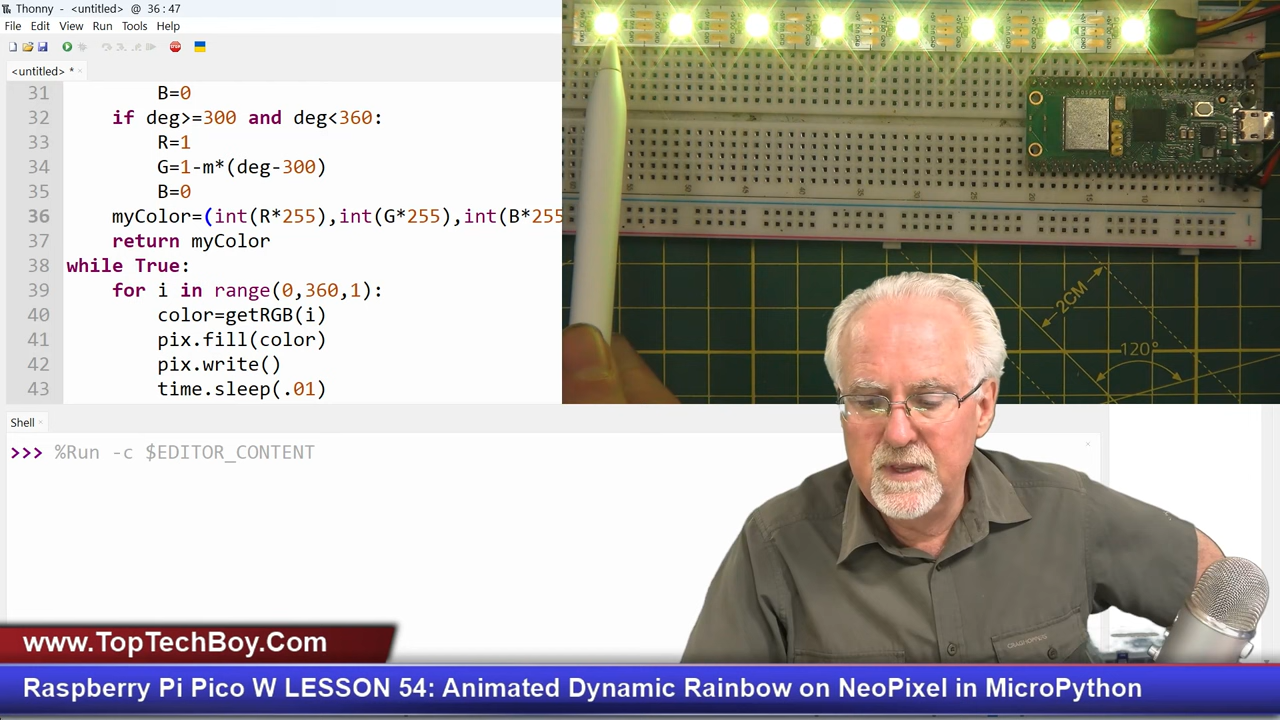 Thonny - <untitled> @ 36:47
File Edit View Run Tools Help
STOP
<untitled> *
31 B=0
32 if deg>=300 and deg<360:
33 R=1
34 G=1-m*(deg-300)
35 B=0
36 myColor=(int(R*255),int(G*255),int(B*255
37 return myColor
38 while True:
39 for i in range(0,360,1):
40 color=getRGB(i)
41 pix.fill(color)
42 pix.write()
43 time.sleep(.01)
Shell
>>> %Run -c $EDITOR_CONTENT
2CM
120°
www.TopTechBoy.Com
Raspberry Pi Pico W LESSON 54: Animated Dynamic Rainbow on NeoPixel in MicroPython